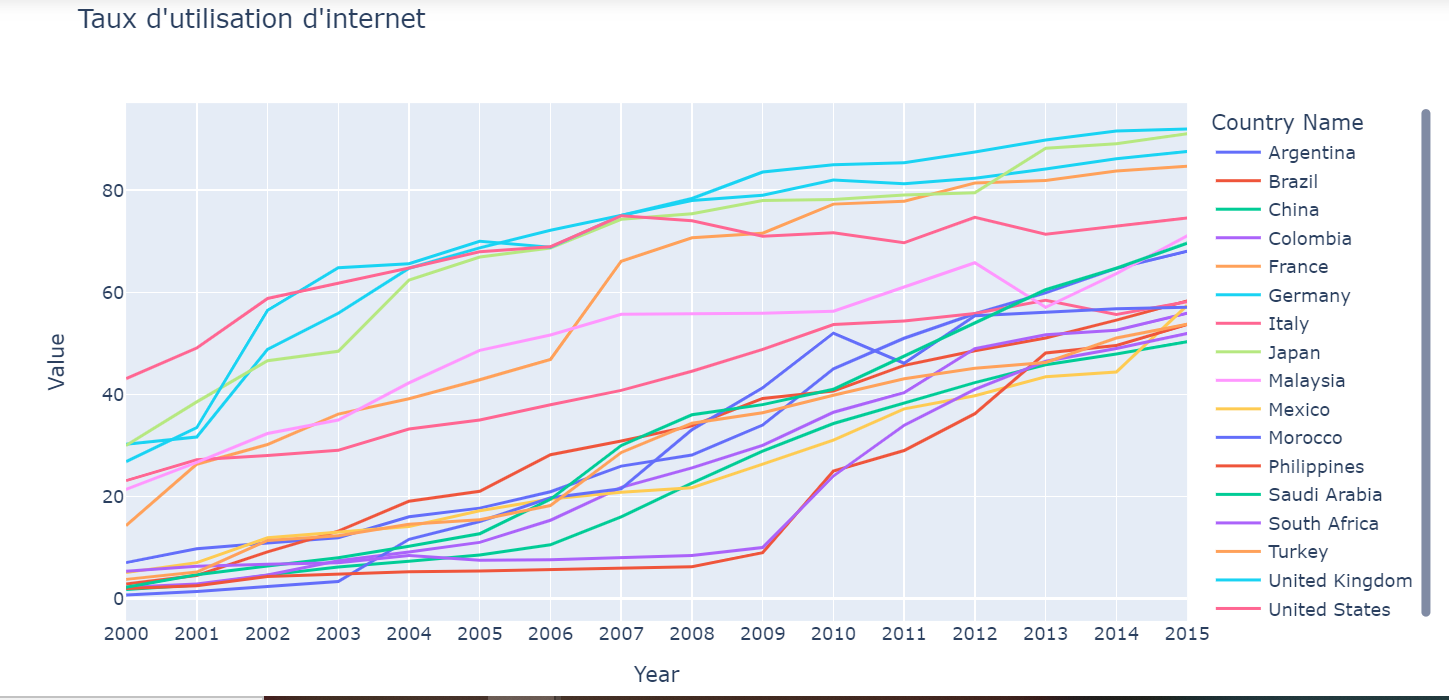 Taux d'utilisation d'internet
Country Name
Argentina
Brazil
China
Colombia
France
Germany
Italy
Japan
Malaysia
Mexico
Morocco
Philippines
Saudi Arabia
South Africa
Turkey
United Kingdom
United States
Value
80
60
40
20
0
2000 2001 2002 2003 2004 2005 2006 2007 2008 2009 2010 2011 2012 2013 2014 2015
Year